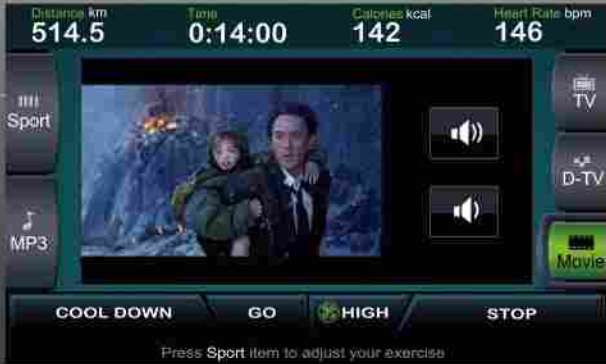 Distance km Time Calories kcal Heart Rate bpm
514.5 0:14:00 142 146
Sport
TV
D-TV
MP3
Movie
COOL DOWN GO HIGH STOP
Press Sport item to adjust your exercise